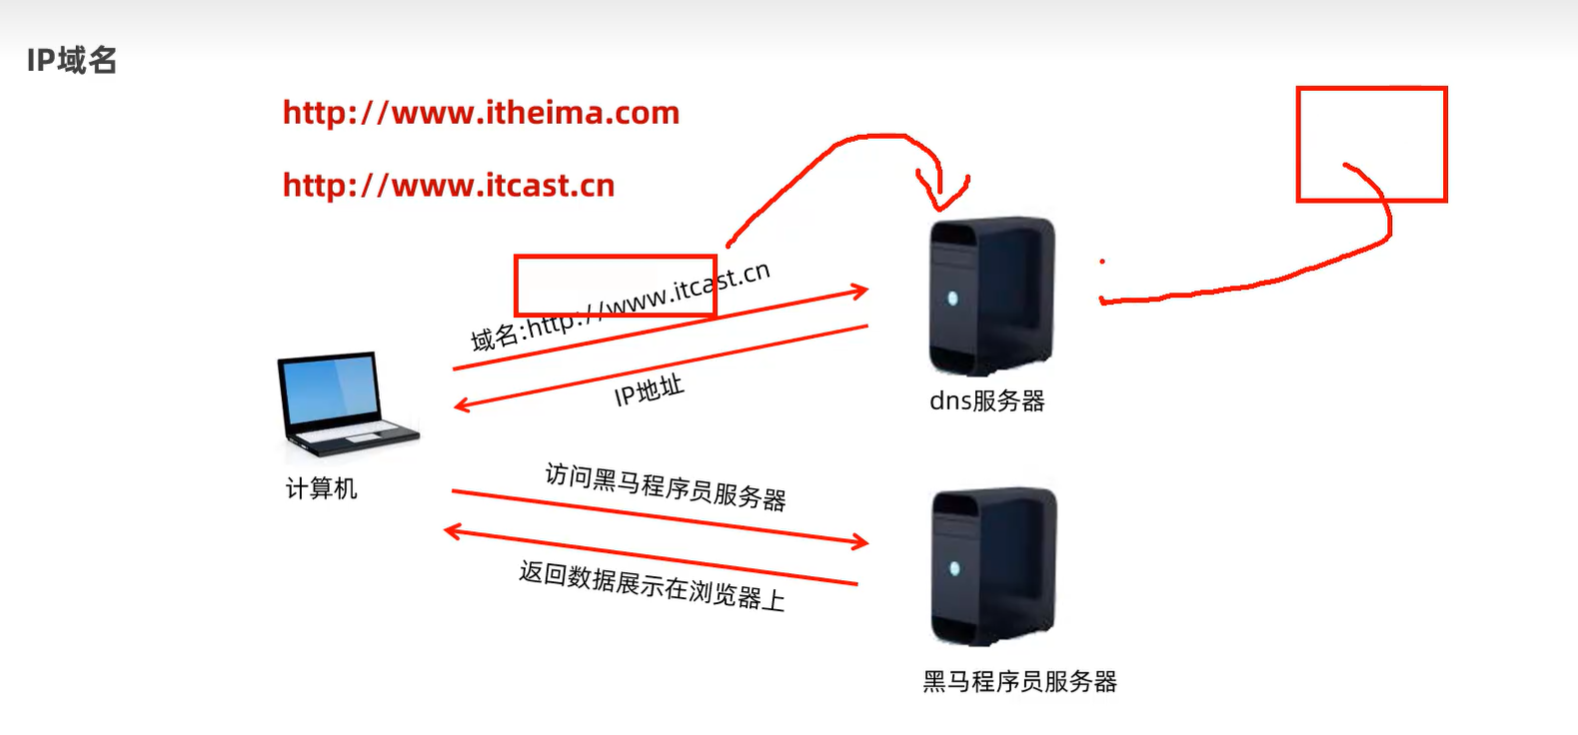 IP域名
http://www.itheima.com
http://www.itcast.cn
域名:http://www.itcast.cn
IP地址
dns服务器
计算机
访问黑马程序员服务器
返回数据展示在浏览器上
黑马程序员服务器